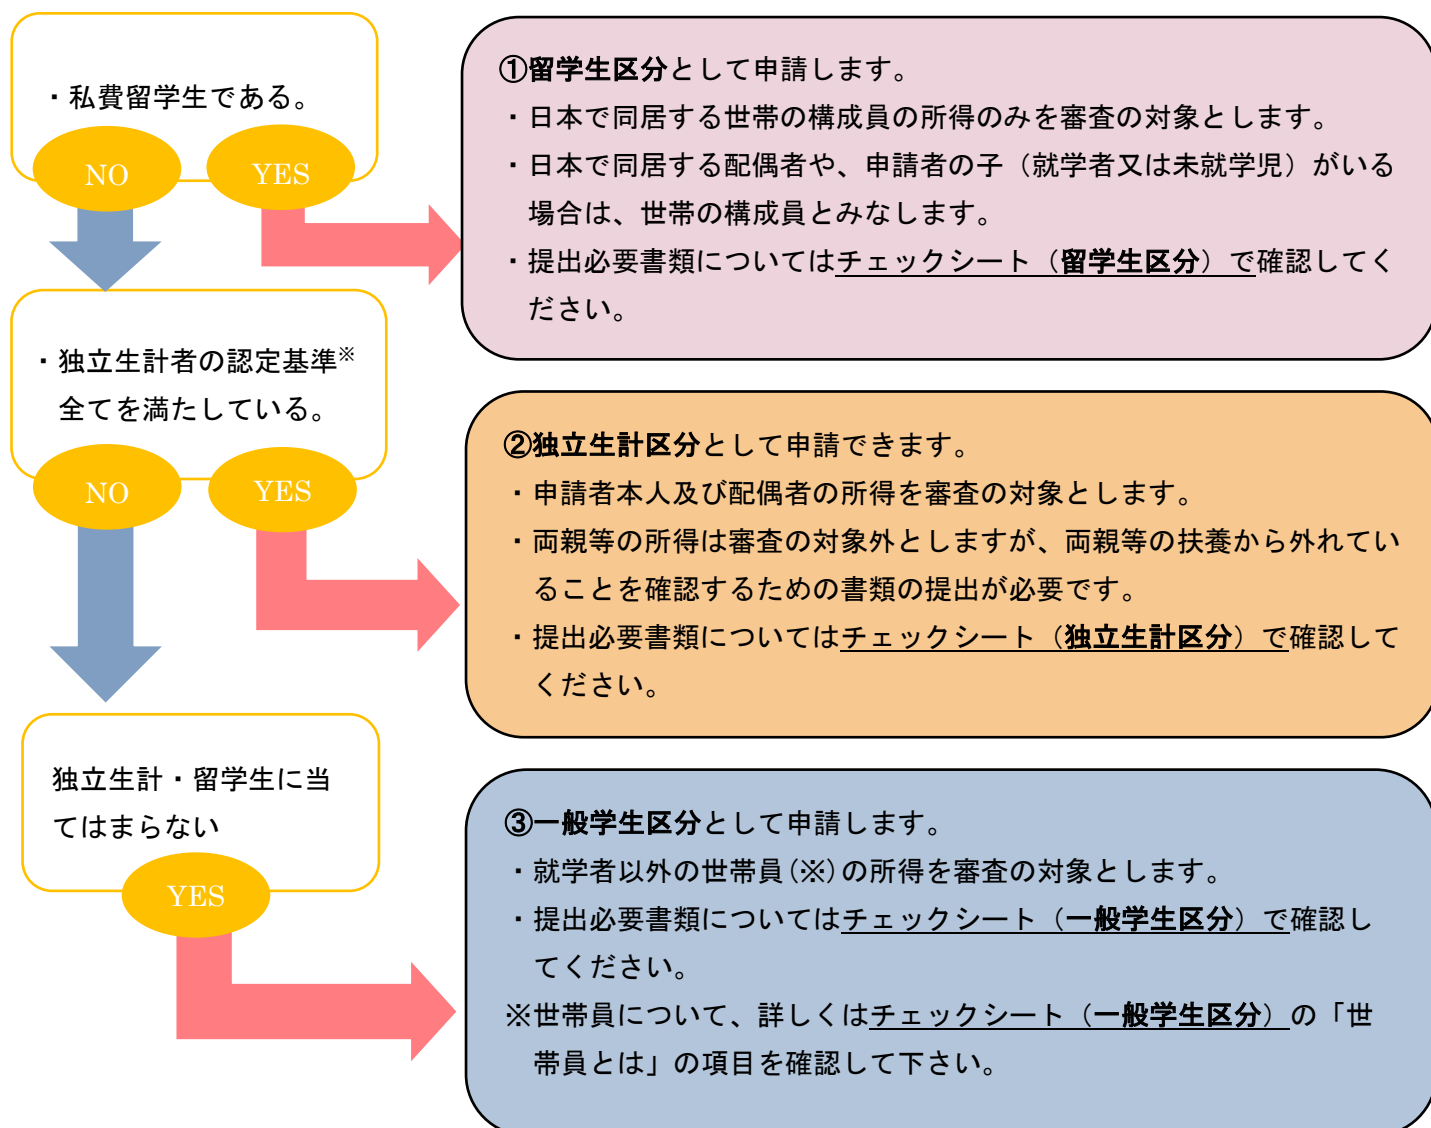 ・私費留学生である。
NO
YES
①留学生区分として申請します。
・日本で同居する世帯の構成員の所得のみを審査の対象とします。
・日本で同居する配偶者や、申請者の子（就学者又は未就学児）がいる
場合は、世帯の構成員とみなします。
・提出必要書類についてはチェックシート（留学生区分）で確認してく
ださい。
・独立生計者の認定基準※
全てを満たしている。
NO
YES
②独立生計区分として申請できます。
・申請者本人及び配偶者の所得を審査の対象とします。
・両親等の所得は審査の対象外としますが、両親等の扶養から外れてい
ることを確認するための書類の提出が必要です。
・提出必要書類についてはチェックシート（独立生計区分）で確認して
ください。
独立生計・留学生に当
てはまらない
YES
③一般学生区分として申請します。
・就学者以外の世帯員(※)の所得を審査の対象とします。
・提出必要書類についてはチェックシート（一般学生区分）で確認し
てください。
※世帯員について、詳しくはチェックシート（一般学生区分）の「世
帯員とは」の項目を確認して下さい。